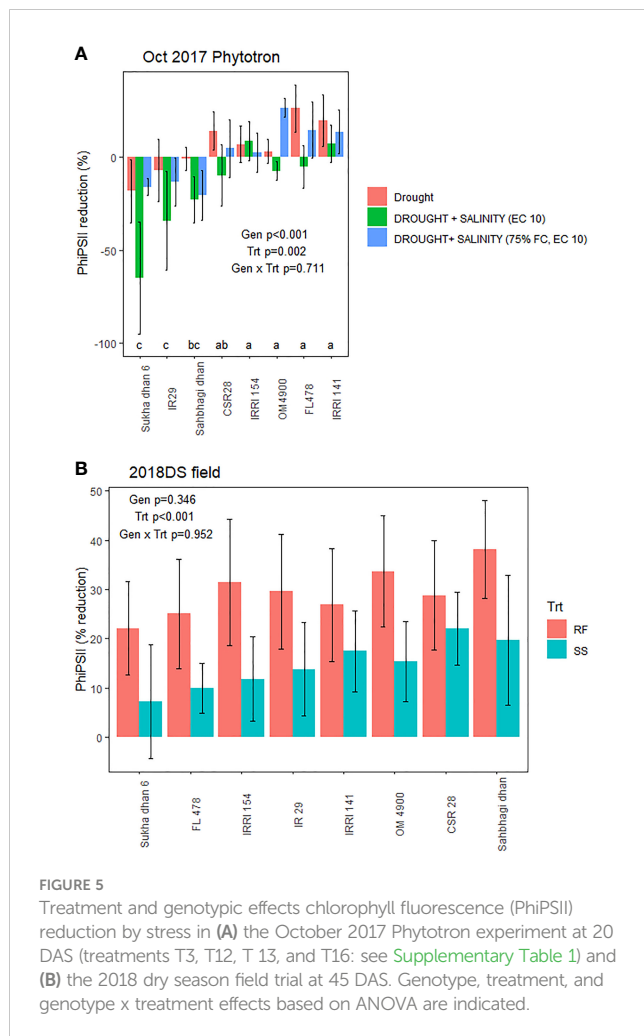 A
Oct 2017 Phytotron
PhiPSII reduction (%)
0
-50
-100
Gen p<0.001
Trt p=0.002
Gen x Trt p=0.711
c c bc ab a a a a
Sukha dhan 6
IR29
Sahbhagi dhan
CSR28
IRRI 154
OM4900
FL478
IRRI 141
Drought
DROUGHT + SALINITY (EC 10)
DROUGHT+ SALINITY (75% FC, EC 10)
B
2018DS field
PhiPSII (% reduction)
50
40
30
20
10
0
Gen p=0.346
Trt p<0.001
Gen x Trt p=0.952
Sukha dhan 6
FL 478
IRRI 154
IR 29
IRRI 141
OM 4900
CSR 28
Sahbhagi dhan
Trt
RF
SS
FIGURE 5
Treatment and genotypic effects chlorophyll fluorescence (PhiPSII)
reduction by stress in (A) the October 2017 Phytotron experiment at 20
DAS (treatments T3, T12, T 13, and T16: see Supplementary Table 1) and
(B) the 2018 dry season field trial at 45 DAS. Genotype, treatment, and
genotype x treatment effects based on ANOVA are indicated.